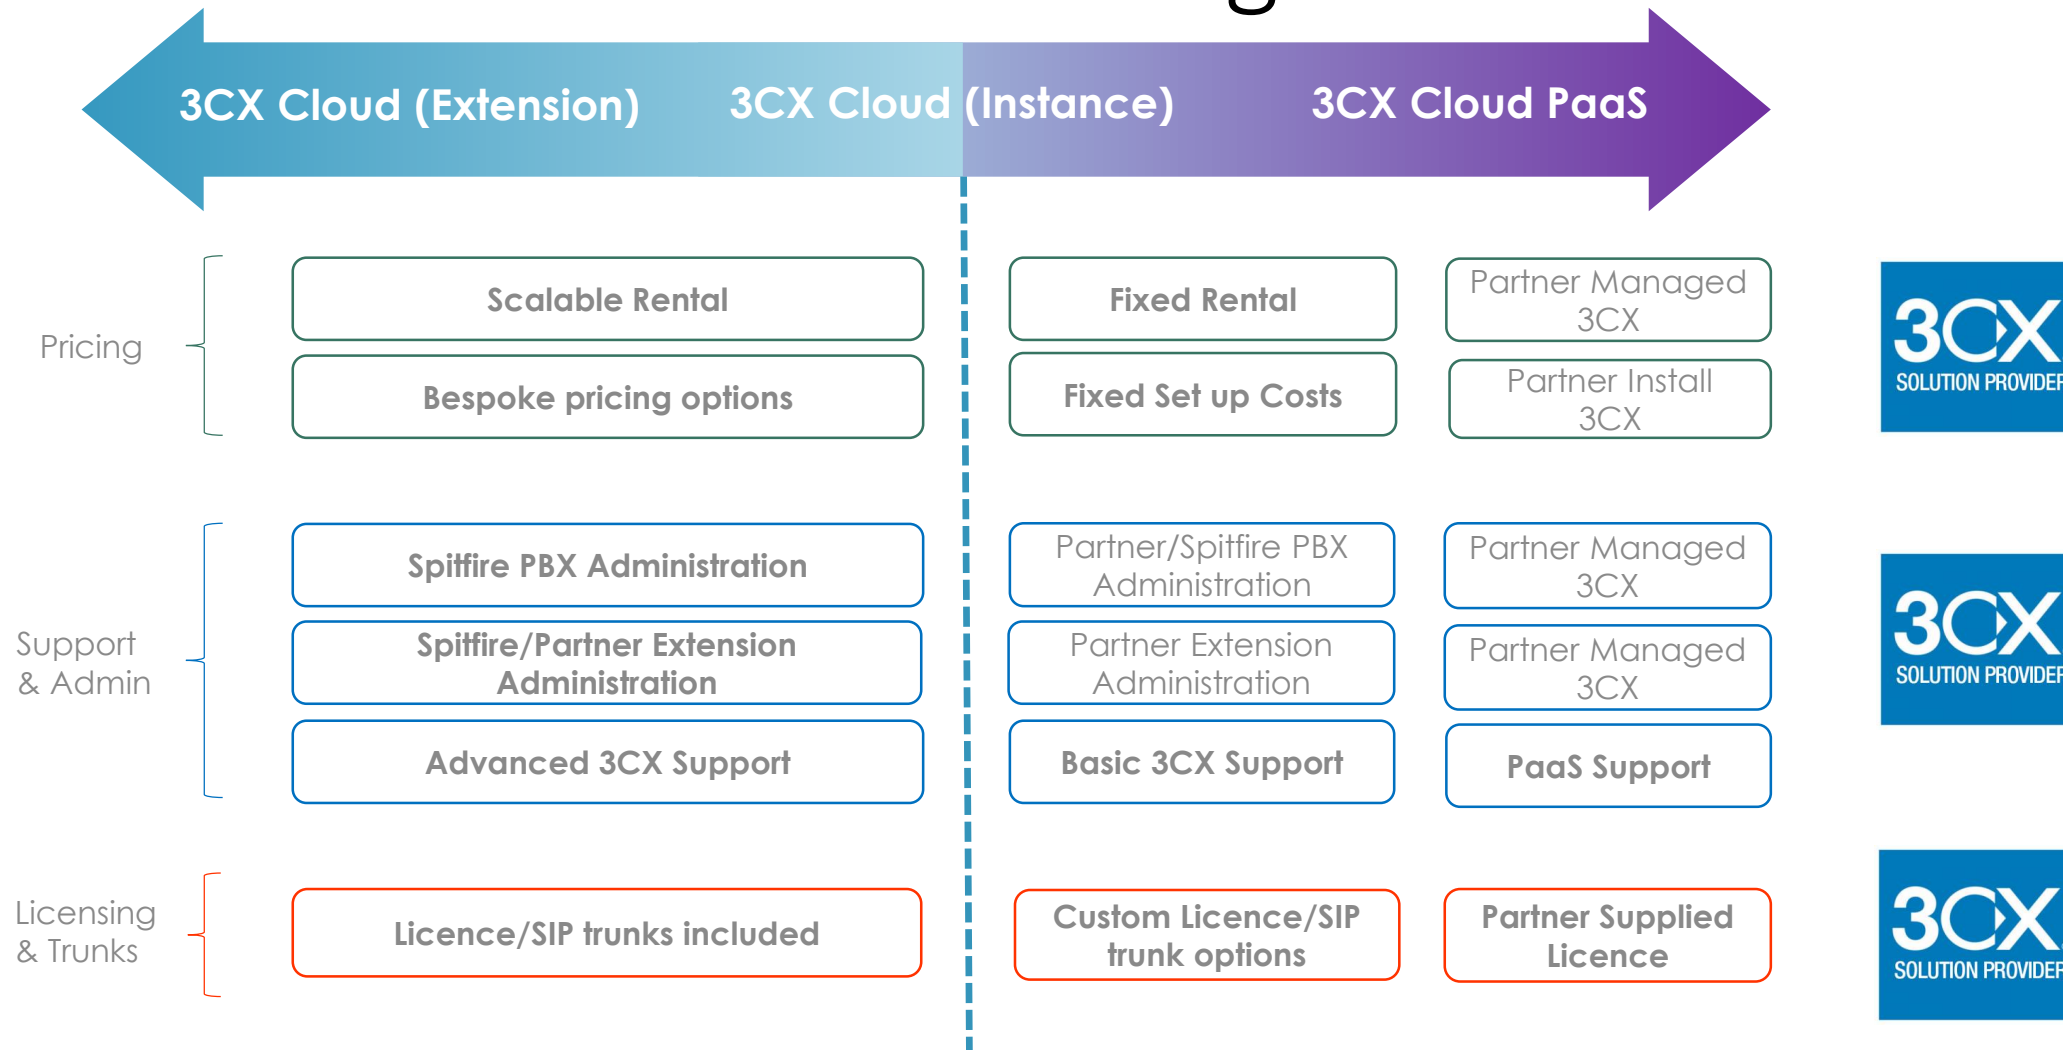 3CX Cloud (Extension)
3CX Cloud (Instance)
3CX Cloud PaaS
Pricing
Scalable Rental
Fixed Rental
Partner Managed
3CX
Bespoke pricing options
Fixed Set up Costs
Partner Install
3CX
3CX
SOLUTION PROVIDER
Support
& Admin
Spitfire PBX Administration
Partner/Spitfire PBX
Administration
Partner Managed
3CX
Spitfire/Partner Extension
Administration
Partner Extension
Administration
Partner Managed
3CX
Advanced 3CX Support
Basic 3CX Support
PaaS Support
3CX
SOLUTION PROVIDER
Licensing
& Trunks
Licence/SIP trunks included
Custom Licence/SIP
trunk options
Partner Supplied
Licence
3CX
SOLUTION PROVIDER